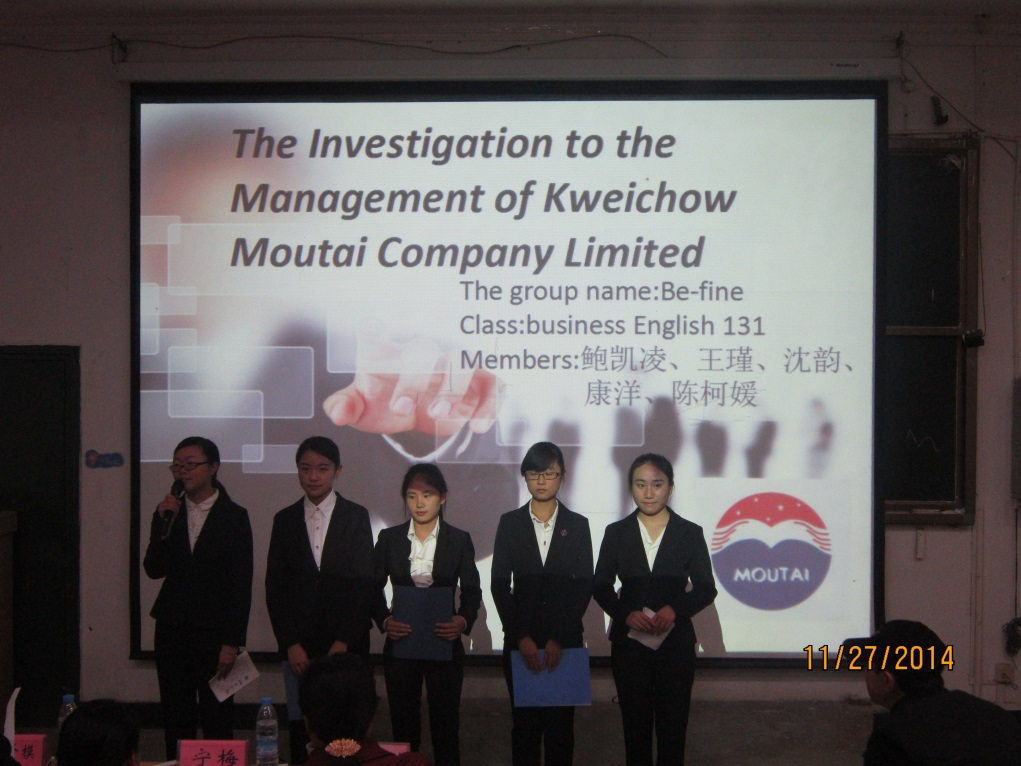 The Investigation to the
Management of Kweichow
Moutai Company Limited
The group name:Be-fine
Class:business English 131
Members:鲍凯凌、王瑾、沈韵、
康洋、陈柯媛
MOUTAI
11/27/2014
宁梅